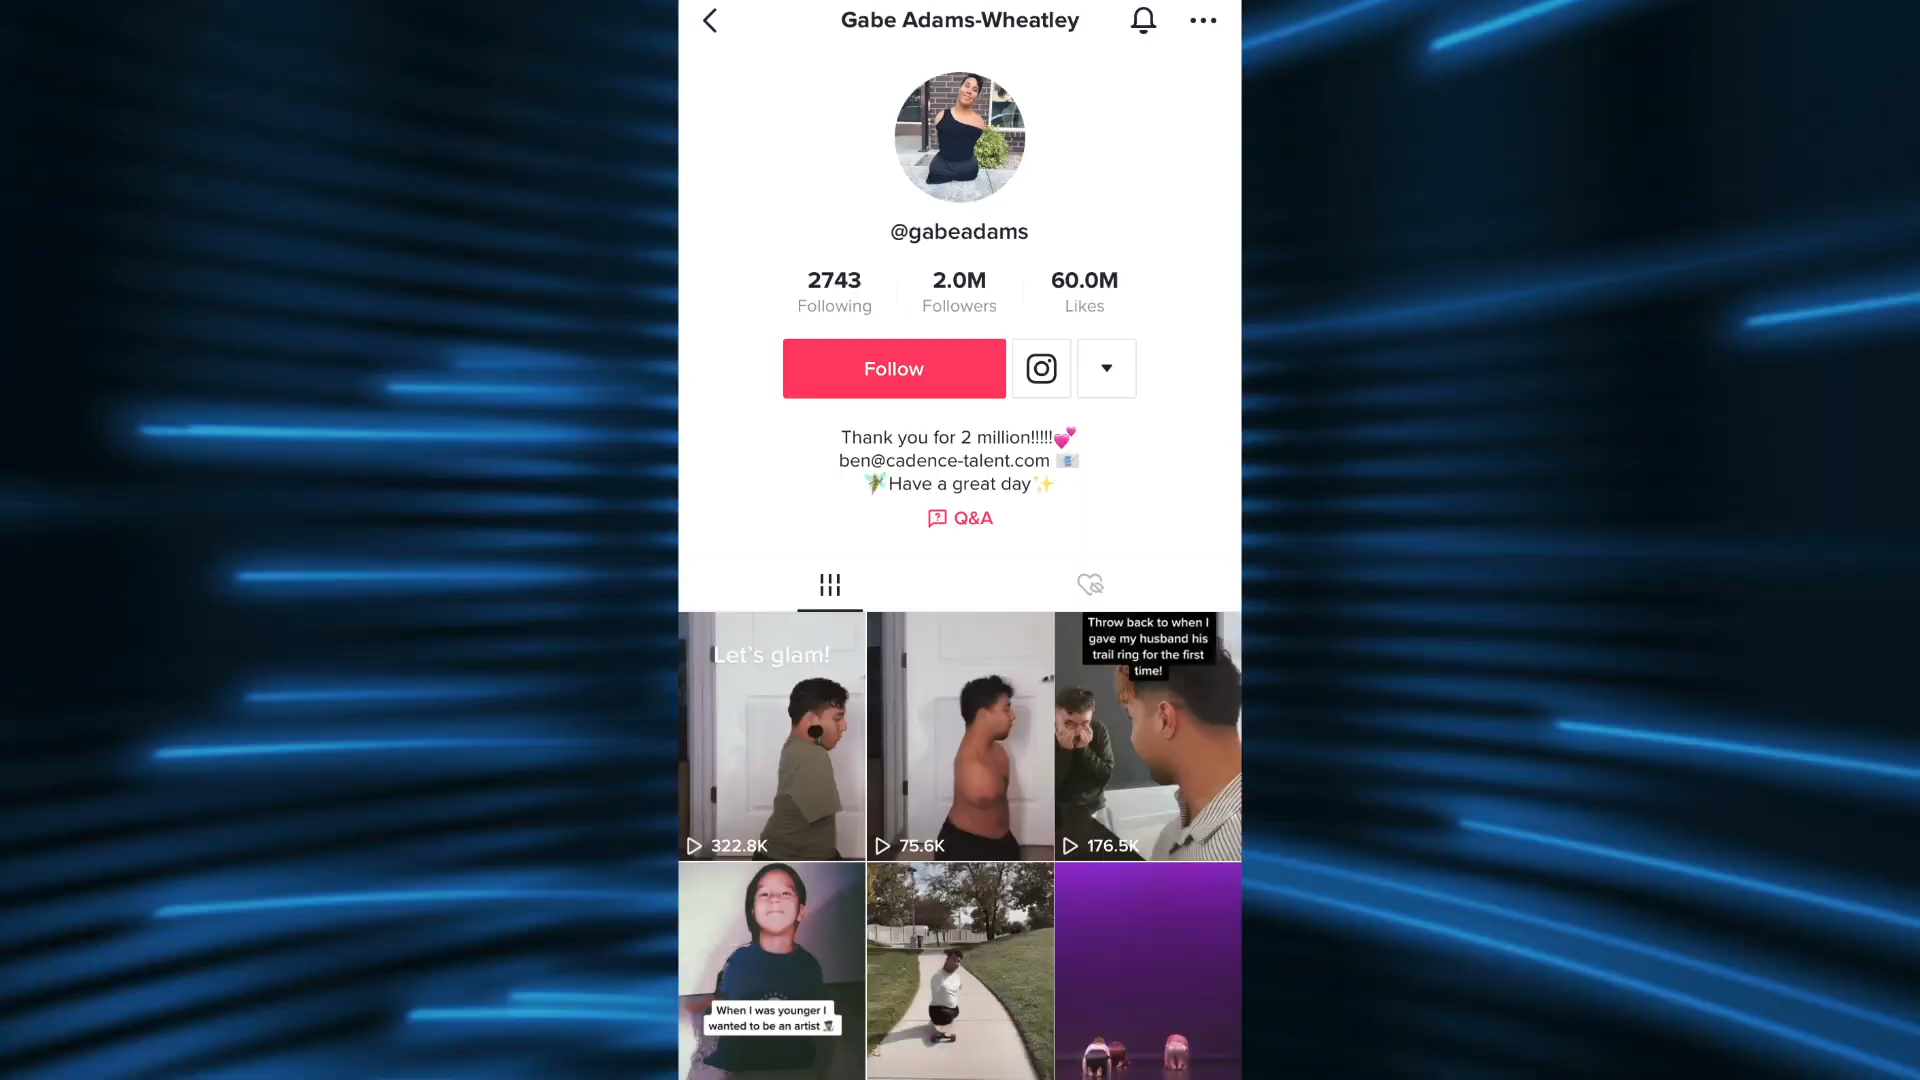 Gabe Adams-Wheatley
@gabeadams
2743
Following
2.0M
Followers
60.0M
Likes
Follow
Thank you for 2 million!!!!!💕
ben@cadence-talent.com 📧
🧚Have a great day✨
Q&A
Let's glam!
322.8K
75.6K
Throw back to when I
gave my husband his
trail ring for the first
time!
176.5K
When I was younger I
wanted to be an artist